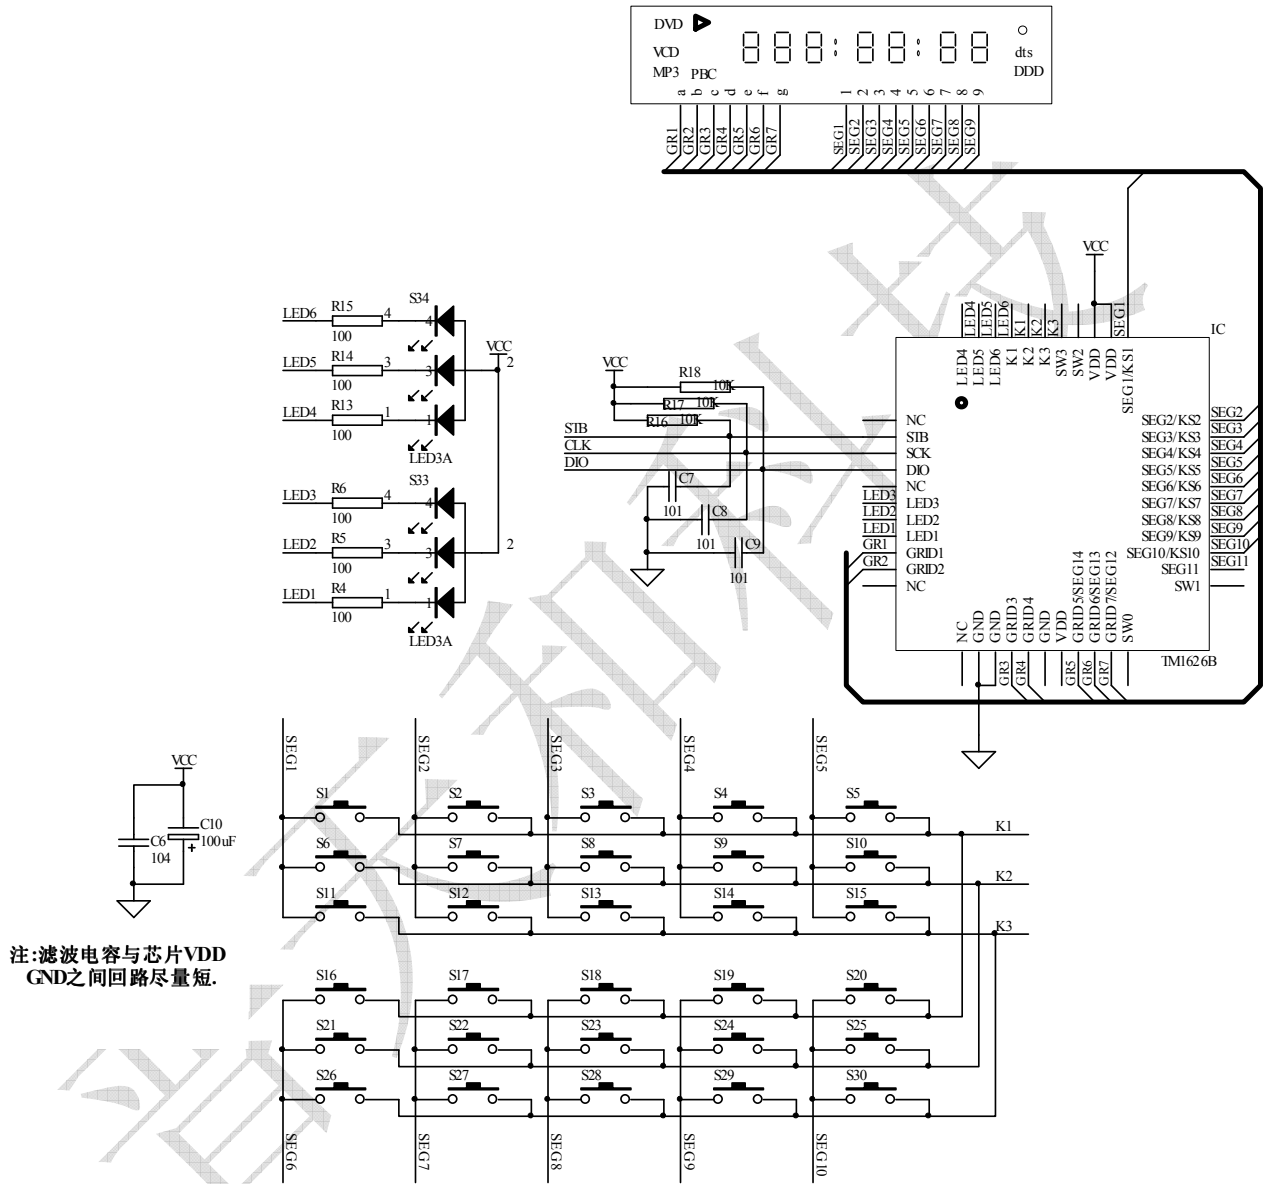 DVD
VCD
MP3
PBC
dts
DDD
a b c d e f g
1 2 3 4 5 6 7 8 9
GR1 GR2 GR3 GR4 GR5 GR6 GR7
SEG1 SEG2 SEG3 SEG4 SEG5 SEG6 SEG7 SEG8 SEG9
LED6 R15 100 4 S34 4
LED5 R14 100 3 3 VCC 2
LED4 R13 100 1 1
LED3A
LED3 R6 100 4 S33 4
LED2 R5 100 3 3 2
LED1 R4 100 1 1
LED3A
VCC
R18 10K
R17 10K
R16 10K
STB
CLK
DIO
C7 101
C8 101
C9 101
VCC
LED4 LED5 LED6 K1 K2 K3 SEG1
IC
LED4 LED5 LED6 K1 K2 K3 SW3 SW2 VDD VDD SEG1/KS1
NC
STB
SCK
DIO
NC
LED3 LED3
LED2 LED2
LED1 LED1
GR1 GRID1
GR2 GRID2
NC
SEG2/KS2 SEG2
SEG3/KS3 SEG3
SEG4/KS4 SEG4
SEG5/KS5 SEG5
SEG6/KS6 SEG6
SEG7/KS7 SEG7
SEG8/KS8 SEG8
SEG9/KS9 SEG9
SEG10/KS10 SEG10
SEG11 SEG11
SW1
NC GND GND GRID3 GRID4 GND VDD GRID5/SEG14 GRID6SEG13 GRID7/SEG12 SW0
GR3 GR4 GR5 GR6 GR7
TM1626B
VCC
C6 104
C10 100uF
+
注:滤波电容与芯片VDD
GND之间回路尽量短.
SEG1 SEG2 SEG3 SEG4 SEG5
S1 S2 S3 S4 S5 K1
S6 S7 S8 S9 S10 K2
S11 S12 S13 S14 S15 K3
S16 S17 S18 S19 S20
S21 S22 S23 S24 S25
S26 S27 S28 S29 S30
SEG6 SEG7 SEG8 SEG9 SEG10